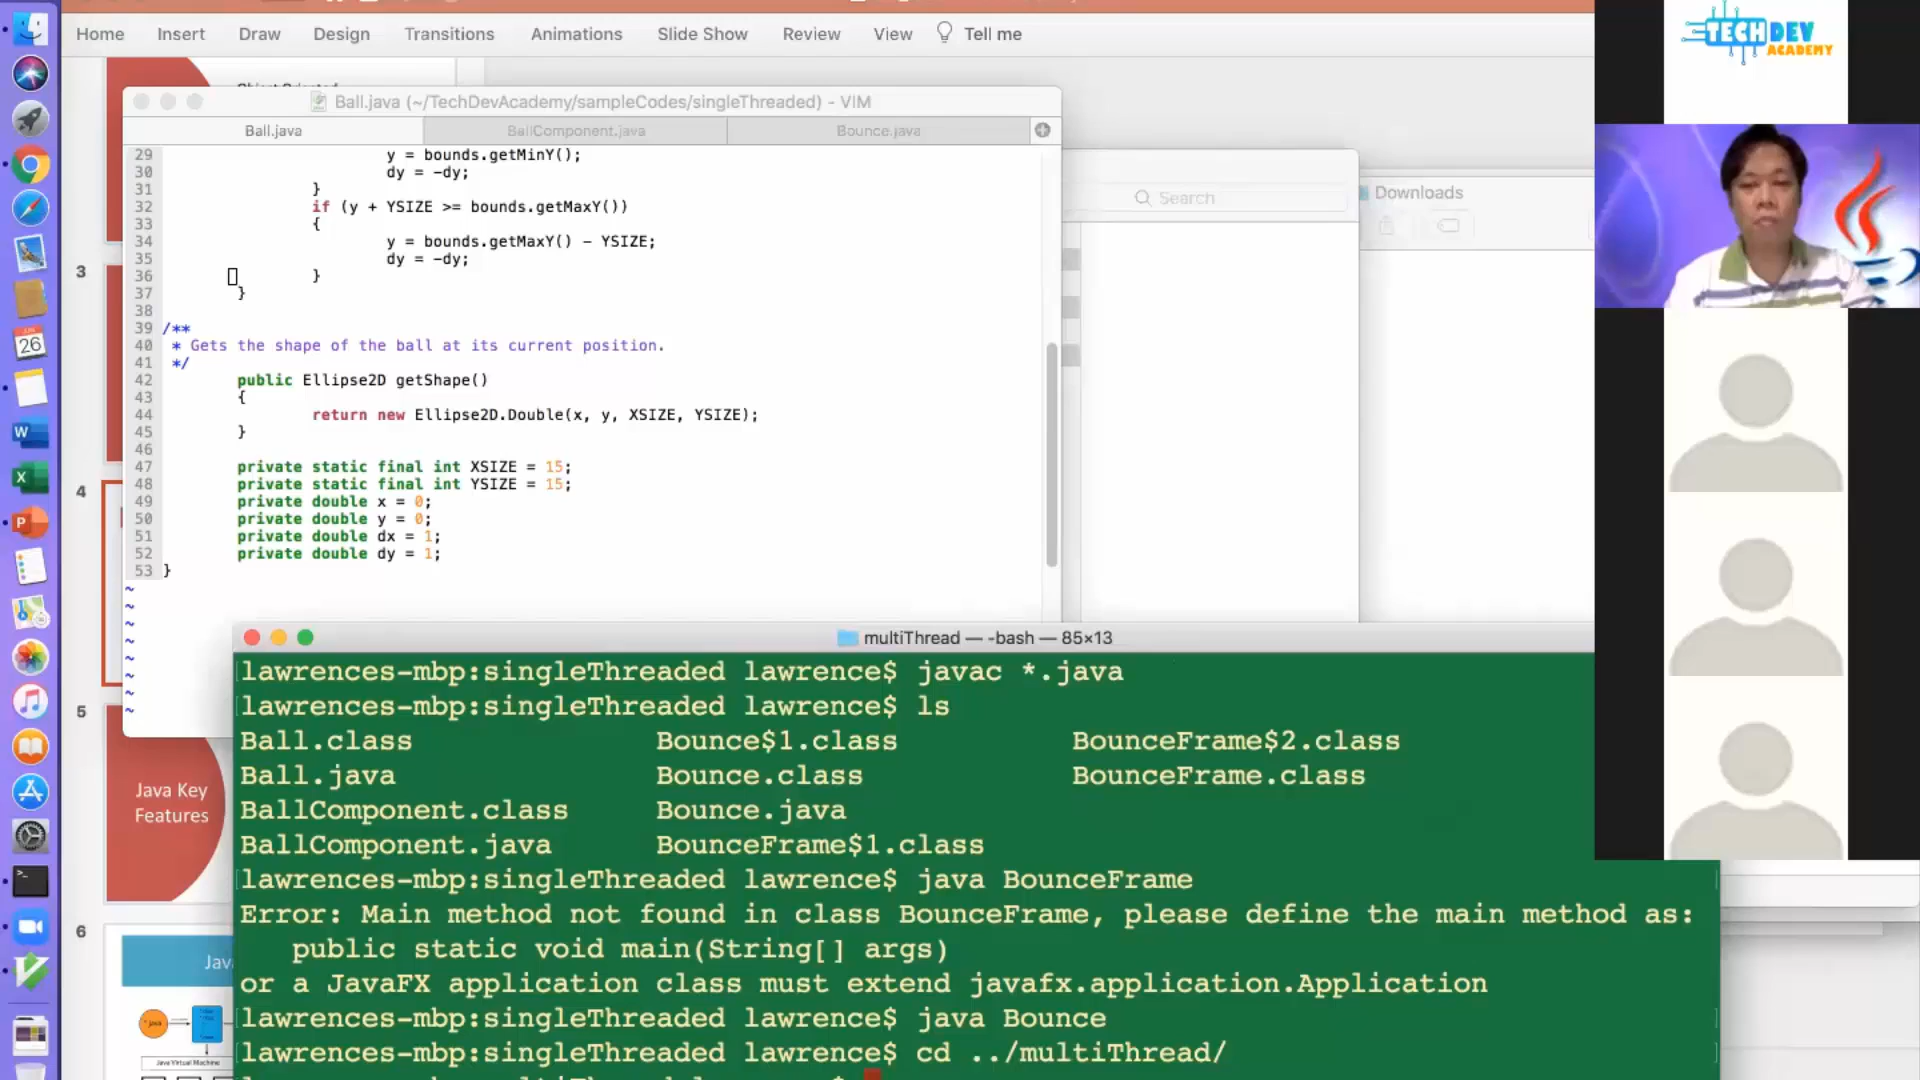 Home Insert Draw Design Transitions Animations Slide Show Review View Tell me
TECHDEV
ACADEMY
Ball.java (~/TechDevAcademy/sampleCodes/singleThreaded) - VIM
Ball.java BallComponent.java Bounce.java
29 y = bounds.getMinY();
30 dy = -dy;
31 }
32 if (y + YSIZE >= bounds.getMaxY())
33 {
34 y = bounds.getMaxY() - YSIZE;
35 dy = -dy;
36 }
37 }
38
39 /**
40 * Gets the shape of the ball at its current position.
41 */
42 public Ellipse2D getShape()
43 {
44 return new Ellipse2D.Double(x, y, XSIZE, YSIZE);
45 }
46
47 private static final int XSIZE = 15;
48 private static final int YSIZE = 15;
49 private double x = 0;
50 private double y = 0;
51 private double dx = 1;
52 private double dy = 1;
53 }
~
~
~
~
~
~
~
~
Search
Downloads
26
3
4
5
6
Java Key
Features
Java Virtual Machine
multiThread — -bash — 85×13
lawrences-mbp:singleThreaded lawrence$ javac *.java
lawrences-mbp:singleThreaded lawrence$ ls
Ball.class Bounce$1.class BounceFrame$2.class
Ball.java Bounce.class BounceFrame.class
BallComponent.class Bounce.java
BallComponent.java BounceFrame$1.class
lawrences-mbp:singleThreaded lawrence$ java BounceFrame
Error: Main method not found in class BounceFrame, please define the main method as:
public static void main(String[] args)
or a JavaFX application class must extend javafx.application.Application
lawrences-mbp:singleThreaded lawrence$ java Bounce
lawrences-mbp:singleThreaded lawrence$ cd ../multiThread/